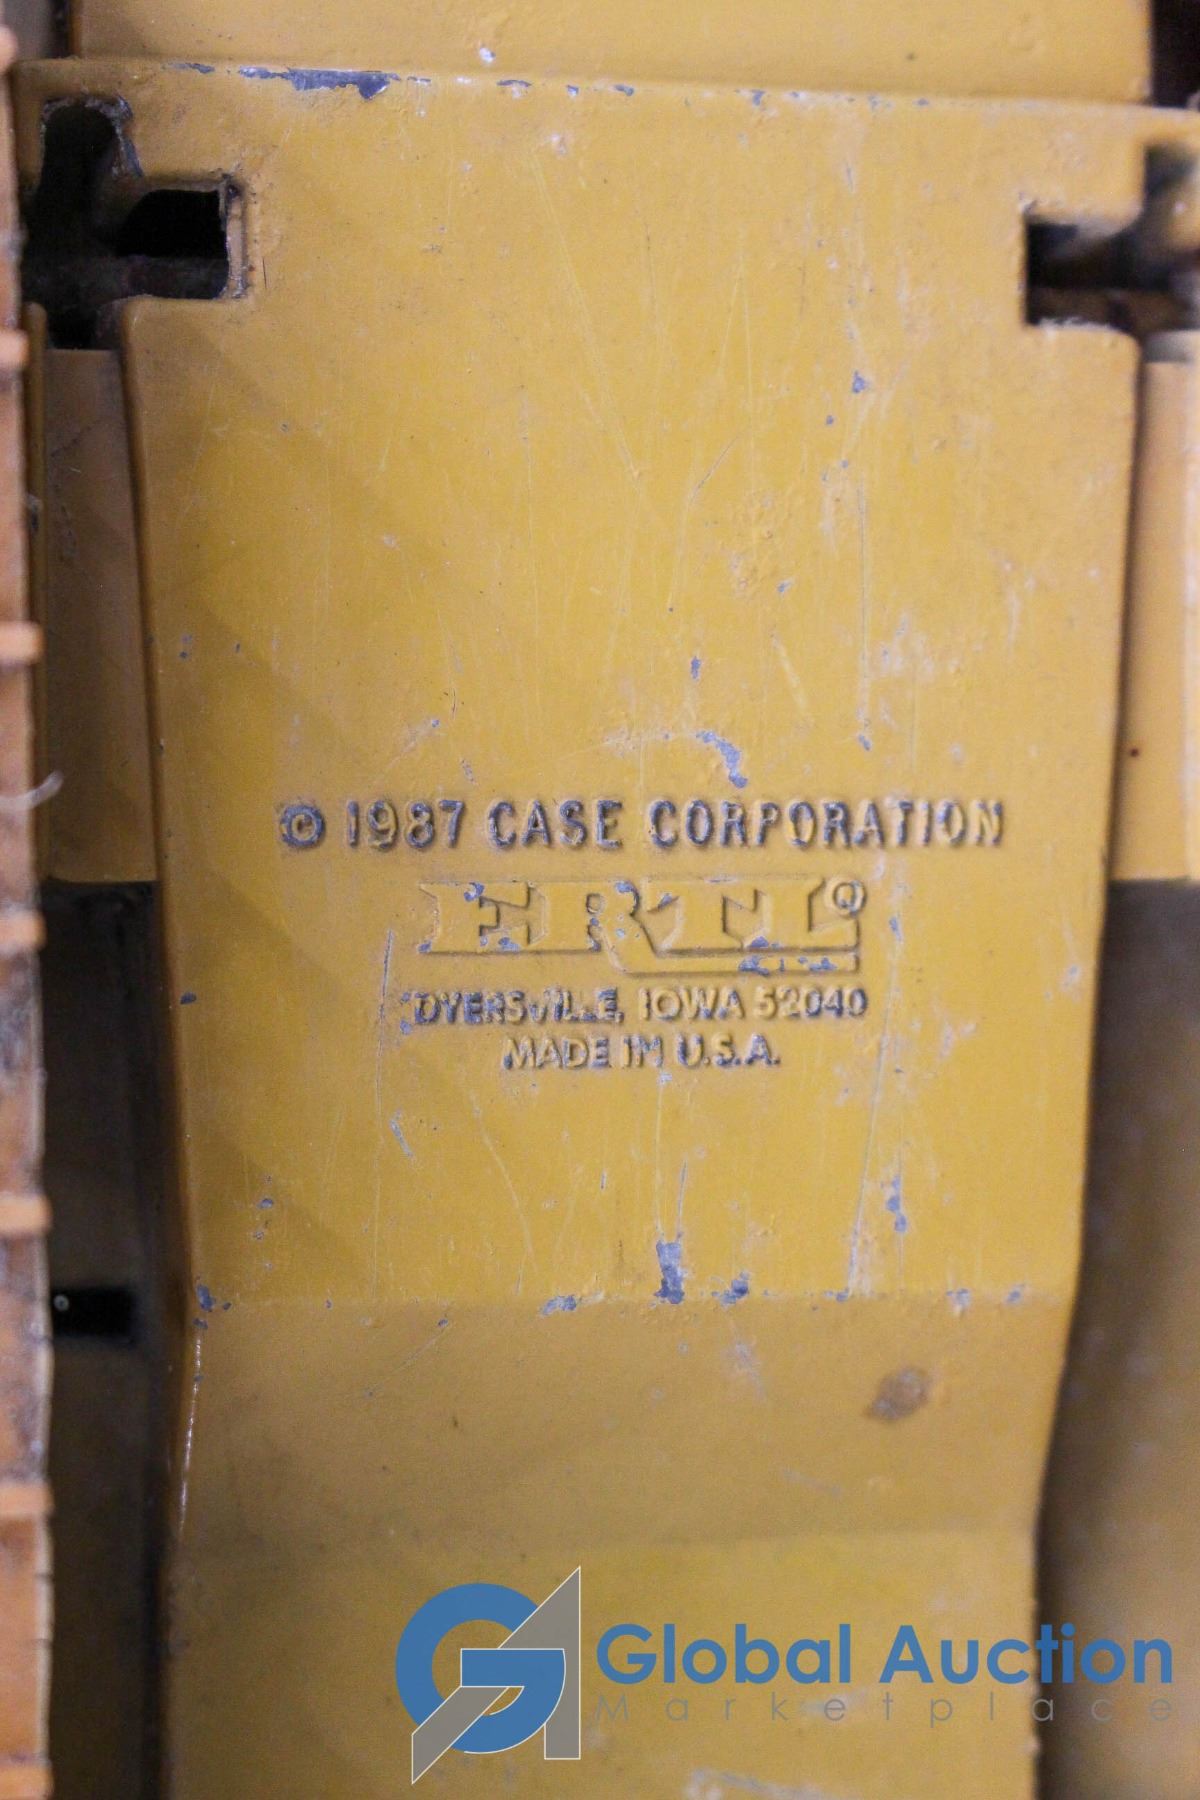 © 1987 CASE CORPORATION
ERTL®
DYERSVILLE, IOWA 52040
MADE IN U.S.A.
Global Auction
Marketplace